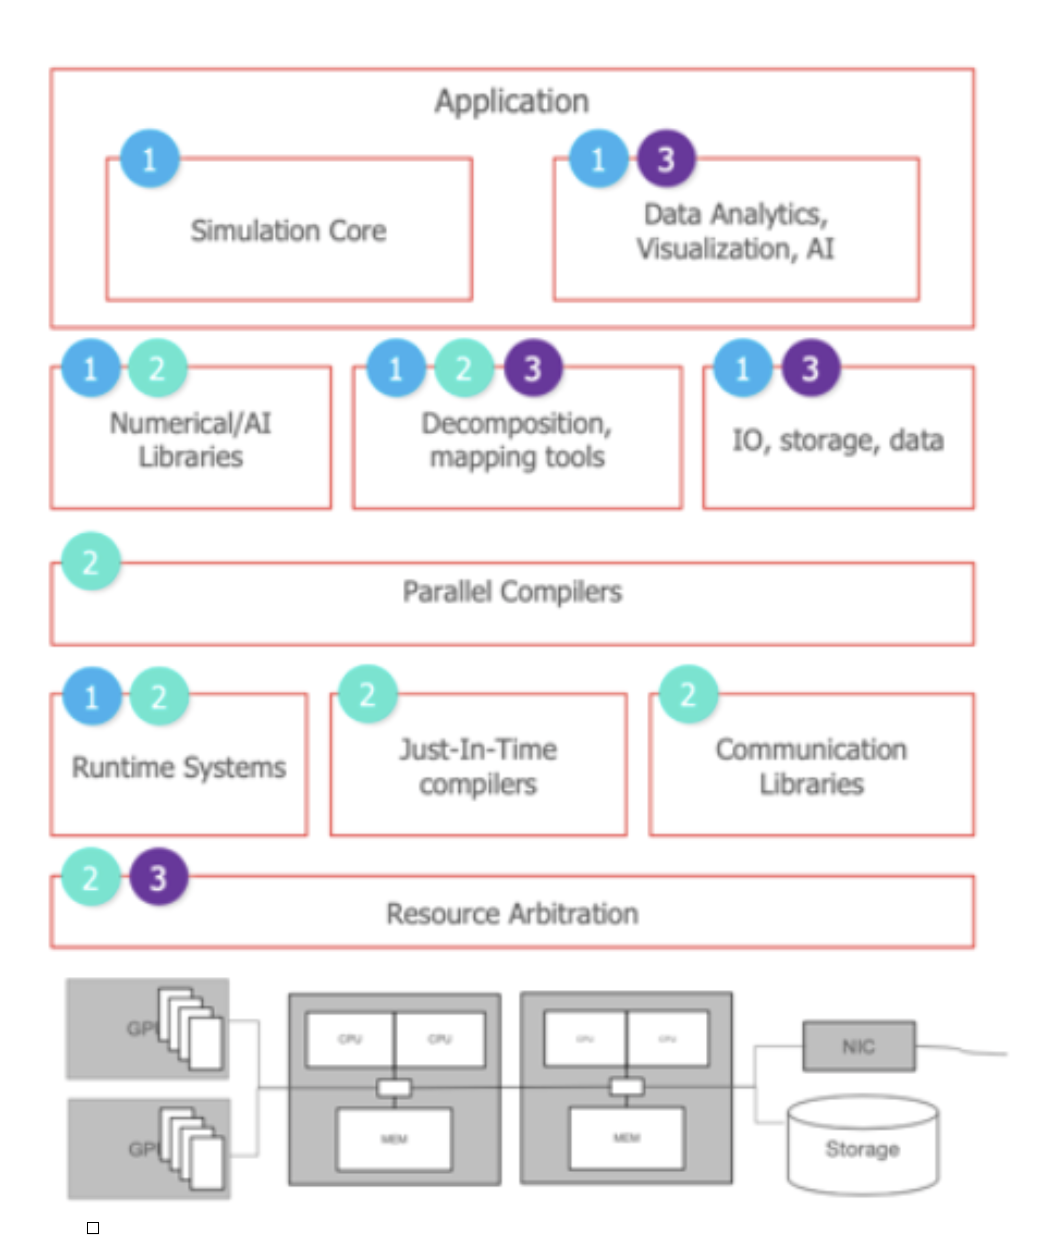 Application
1
1 3
Simulation Core
Data Analytics,
Visualization, AI
1 2
1 2 3
1 3
Numerical/AI
Libraries
Decomposition,
mapping tools
IO, storage, data
2
Parallel Compilers
1 2
2
2
Runtime Systems
Just-In-Time
compilers
Communication
Libraries
2 3
Resource Arbitration
CPU CPU
MEM
CPU CPU
MEM
NIC
Storage